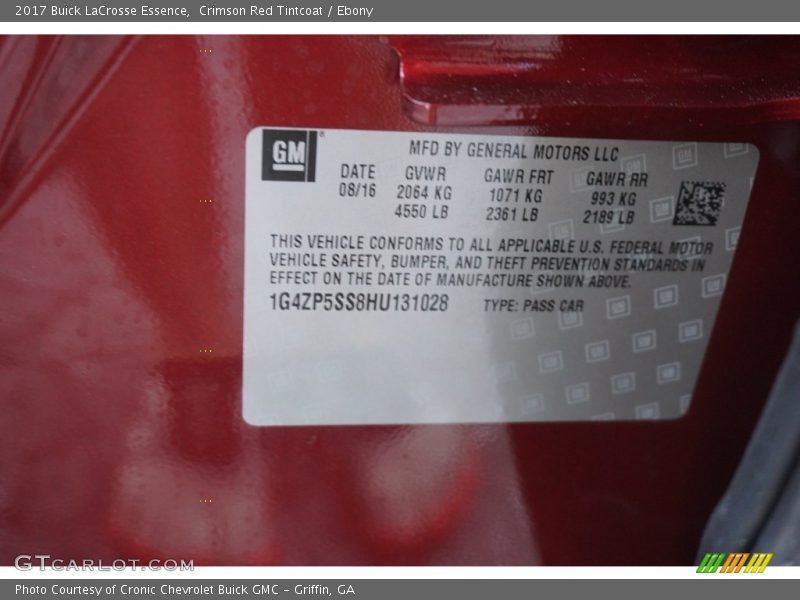 2017 Buick LaCrosse Essence,  Crimson Red Tintcoat / Ebony
GM®
MFD BY GENERAL MOTORS LLC
DATE GVWR GAWR FRT GAWR RR
08/16 2064 KG 1071 KG 993 KG
4550 LB 2361 LB 2189 LB
THIS VEHICLE CONFORMS TO ALL APPLICABLE U.S. FEDERAL MOTOR
VEHICLE SAFETY, BUMPER, AND THEFT PREVENTION STANDARDS IN
EFFECT ON THE DATE OF MANUFACTURE SHOWN ABOVE.
1G4ZP5SS8HU131028 TYPE: PASS CAR
GTCARLOT.COM
Photo Courtesy of Cronic Chevrolet Buick GMC - Griffin, GA